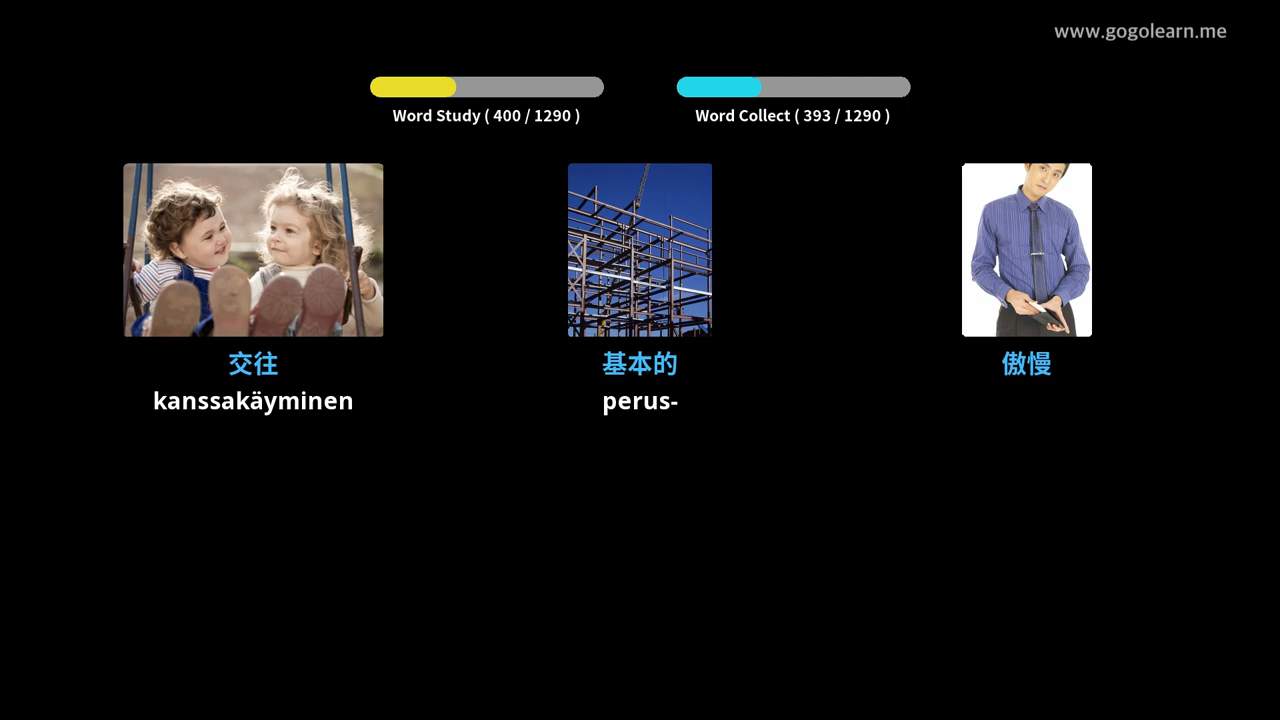 www.gogolearn.me
Word Study ( 400 / 1290 )
Word Collect ( 393 / 1290 )
交往
kanssakäyminen
基本的
perus-
傲慢